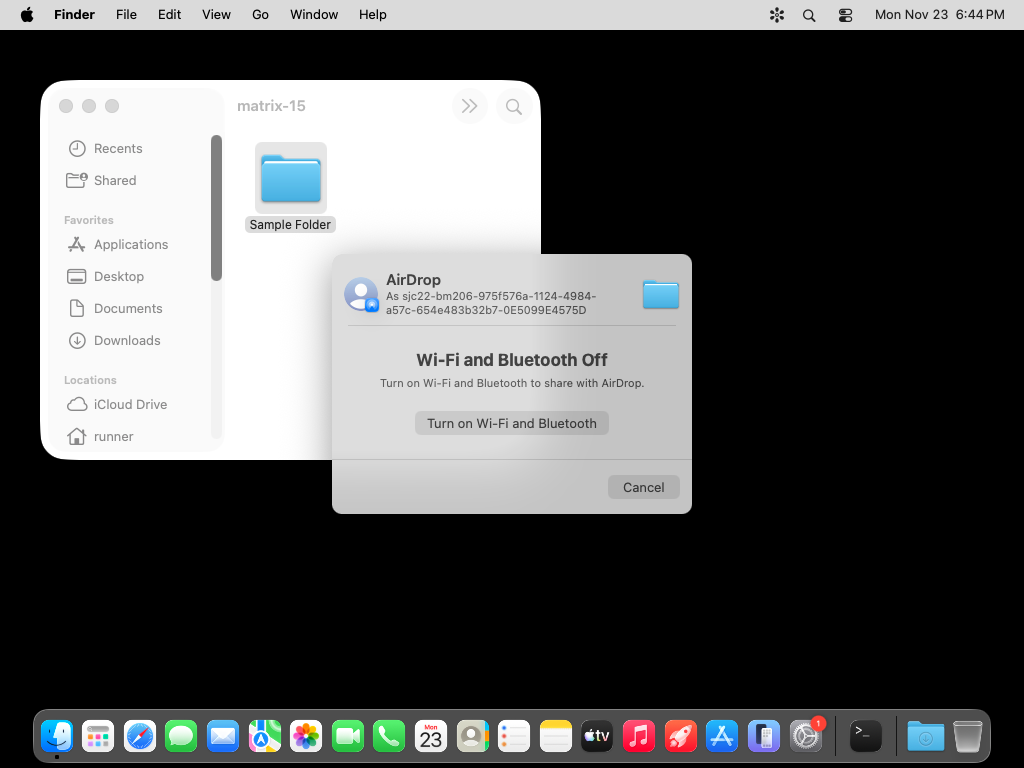 Finder File Edit View Go Window Help Mon Nov 23 6:44 PM
matrix-15
Recents
Shared
Favorites
Applications
Desktop
Documents
Downloads
Locations
iCloud Drive
runner
Sample Folder
AirDrop
As sjc22-bm206-975f576a-1124-4984-
a57c-654e483b32b7-0E5099E4575D
Wi-Fi and Bluetooth Off
Turn on Wi-Fi and Bluetooth to share with AirDrop.
Turn on Wi-Fi and Bluetooth
Cancel
Mon
23
tv
1
>_